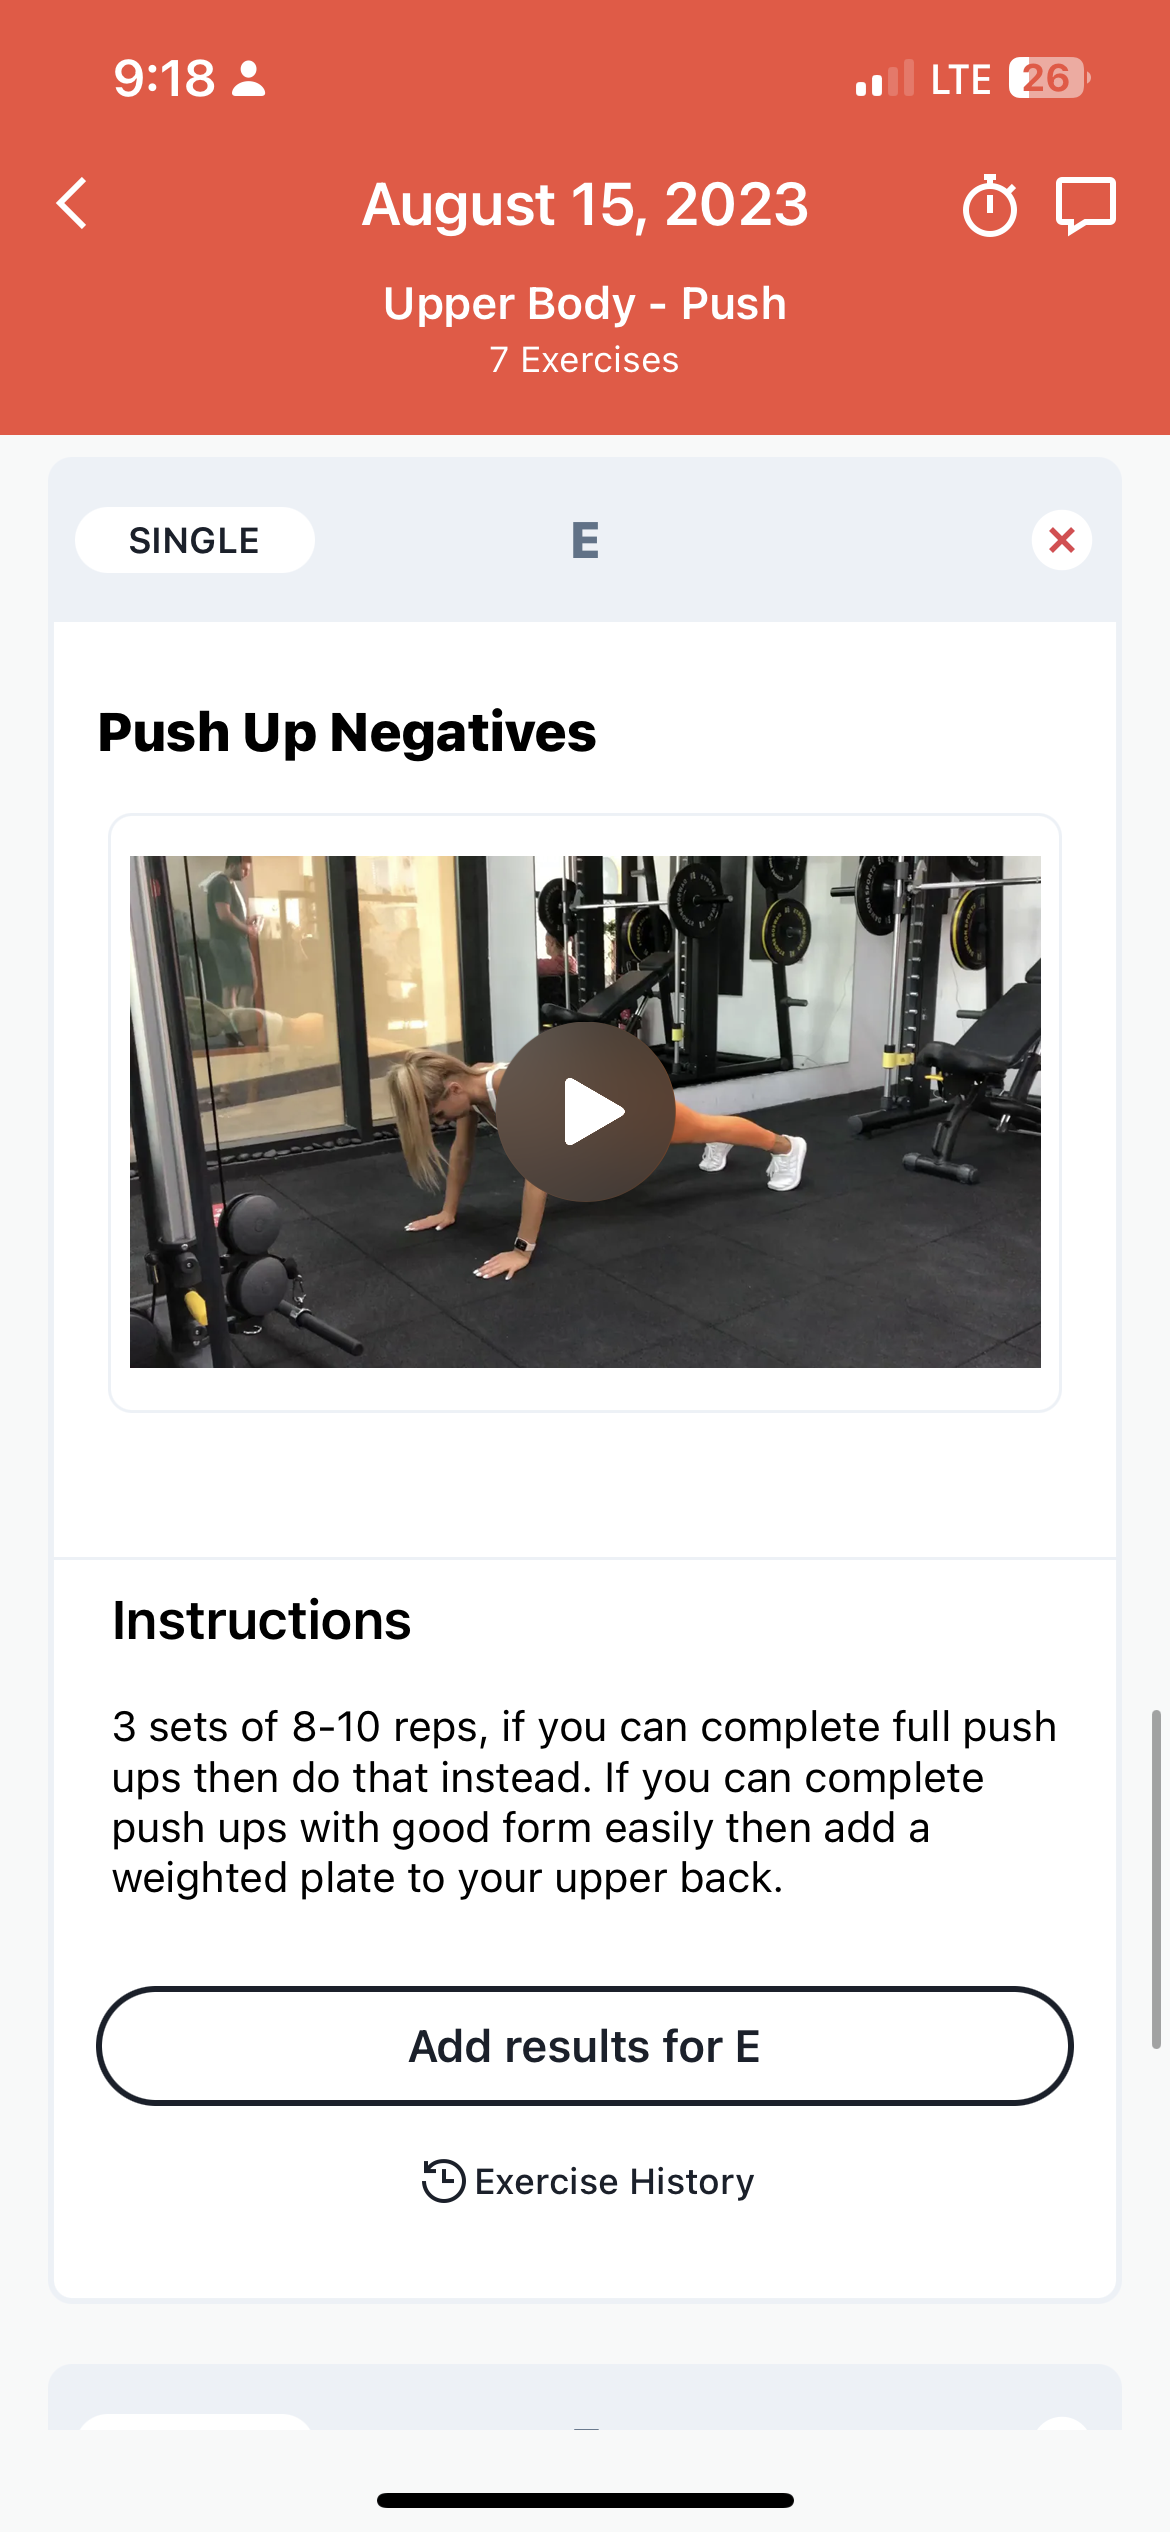 9:18
LTE 26
August 15, 2023
Upper Body - Push
7 Exercises
SINGLE
E
Push Up Negatives
Instructions
3 sets of 8-10 reps, if you can complete full push
ups then do that instead. If you can complete
push ups with good form easily then add a
weighted plate to your upper back.
Add results for E
Exercise History